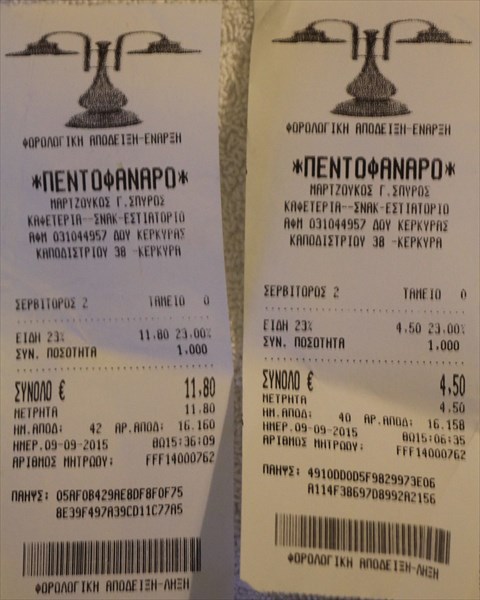 ΦΟΡΟΛΟΓΙΚΗ ΑΠΟΔΕΙΞΗ-ΕΝΑΡΞΗ
*ΠΕΝΤΟΦΑΝΑΡΟ*
ΜΑΡΤΖΟΥΚΟΣ Γ.ΣΠΥΡΟΣ
ΚΑΦΕΤΕΡΙΑ--ΣΝΑΚ-ΕΣΤΙΑΤΟΡΙΟ
ΑΦΜ 031044957 ΔΟΥ ΚΕΡΚΥΡΑΣ
ΚΑΠΟΔΙΣΤΡΙΟΥ 38 -ΚΕΡΚΥΡΑ
ΣΕΡΒΙΤΟΡΟΣ 2 ΤΑΜΕΙΟ 0
ΕΙΔΗ 23% 11.80 23.00%
ΣΥΝ. ΠΟΣΟΤΗΤΑ 1.000
ΣΥΝΟΛΟ € 11.80
ΜΕΤΡΗΤΑ 11.80
ΗΜ.ΑΠΟΔ: 42 ΑΡ.ΑΠΟΔ: 16.160
ΗΜΕΡ.09-09-2015 ΘΩ15:36:09
ΑΡΙΘΜΟΣ ΜΗΤΡΩΟΥ: FFF14000762
ΠΑΗΨΣ: 05AF0B429AE8DF8F0F75
8E39F497A39CD11C77A5
ΦΟΡΟΛΟΓΙΚΗ ΑΠΟΔΕΙΞΗ-ΛΗΞΗ
ΦΟΡΟΛΟΓΙΚΗ ΑΠΟΔΕΙΞΗ-ΕΝΑΡΞΗ
*ΠΕΝΤΟΦΑΝΑΡΟ*
ΜΑΡΤΖΟΥΚΟΣ Γ.ΣΠΥΡΟΣ
ΚΑΦΕΤΕΡΙΑ--ΣΝΑΚ-ΕΣΤΙΑΤΟΡΙΟ
ΑΦΜ 031044957 ΔΟΥ ΚΕΡΚΥΡΑΣ
ΚΑΠΟΔΙΣΤΡΙΟΥ 38 -ΚΕΡΚΥΡΑ
ΣΕΡΒΙΤΟΡΟΣ 2 ΤΑΜΕΙΟ 0
ΕΙΔΗ 23% 4.50 23.00%
ΣΥΝ. ΠΟΣΟΤΗΤΑ 1.000
ΣΥΝΟΛΟ € 4.50
ΜΕΤΡΗΤΑ 4.50
ΗΜ.ΑΠΟΔ: 40 ΑΡ.ΑΠΟΔ: 16.158
ΗΜΕΡ.09-09-2015 ΘΩ15:06:35
ΑΡΙΘΜΟΣ ΜΗΤΡΩΟΥ: FFF14000762
ΠΑΗΨΣ: 4910DD0D5F9829973E06
A114F38697D8992A2156
ΦΟΡΟΛΟΓΙΚΗ ΑΠΟΔΕΙΞΗ-ΛΗΞΗ